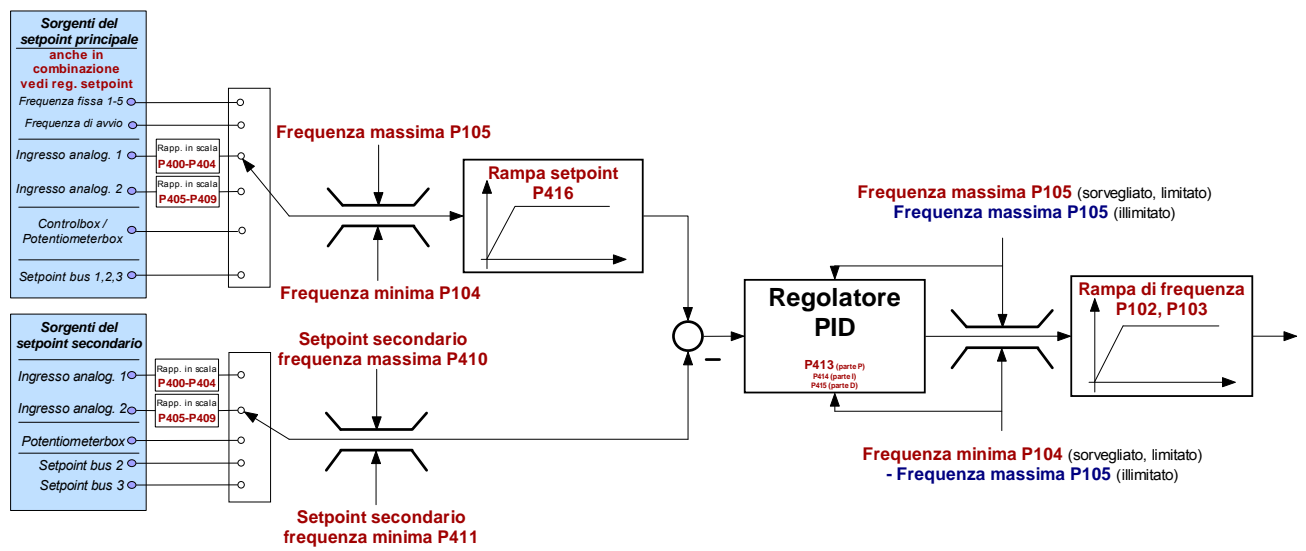 Sorgenti del
setpoint principale
anche in
combinazione
vedi reg. setpoint
Frequenza fissa 1-5
Frequenza di avvio
Ingresso analog. 1
Rapp. in scala
P400-P404
Ingresso analog. 2
Rapp. in scala
P405-P409
Controlbox /
Potentiometerbox
Setpoint bus 1,2,3
Frequenza massima P105
Frequenza minima P104
Rampa setpoint
P416
Sorgenti del
setpoint secondario
Ingresso analog. 1
Rapp. in scala
P400-P404
Ingresso analog. 2
Rapp. in scala
P405-P409
Potentiometerbox
Setpoint bus 2
Setpoint bus 3
Setpoint secondario
frequenza massima P410
Setpoint secondario
frequenza minima P411
–
Regolatore
PID
P413 (parte P)
P414 (parte I)
P415 (parte D)
Frequenza massima P105 (sorvegliato, limitato)
Frequenza massima P105 (illimitato)
Frequenza minima P104 (sorvegliato, limitato)
- Frequenza massima P105 (illimitato)
Rampa di frequenza
P102, P103